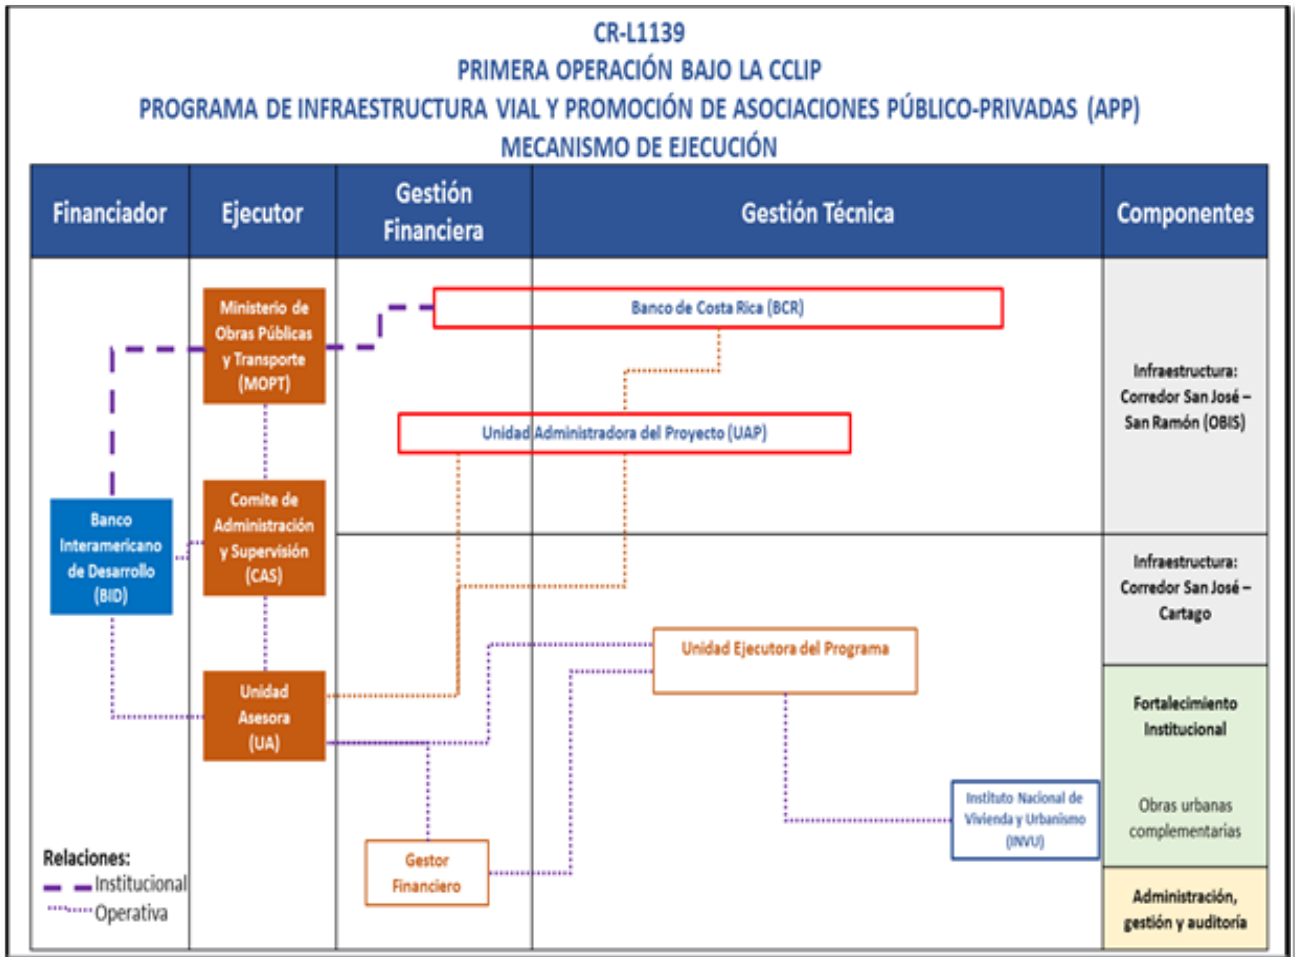 CR-L1139
PRIMERA OPERACIÓN BAJO LA CCLIP
PROGRAMA DE INFRAESTRUCTURA VIAL Y PROMOCIÓN DE ASOCIACIONES PÚBLICO-PRIVADAS (APP)
MECANISMO DE EJECUCIÓN
Financiador
Ejecutor
Gestión
Financiera
Gestión Técnica
Componentes
Ministerio de
Obras Públicas
y Transporte
(MOPT)
Banco de Costa Rica (BCR)
Unidad Administradora del Proyecto (UAP)
Infraestructura:
Corredor San José –
San Ramón (OBIS)
Banco
Interamericano
de Desarrollo
(BID)
Comite de
Administración
y Supervisión
(CAS)
Infraestructura:
Corredor San José –
Cartago
Unidad
Asesora
(UA)
Unidad Ejecutora del Programa
Fortalecimiento
Institucional
Instituto Nacional de
Vivienda y Urbanismo
(INVU)
Obras urbanas
complementarias
Gestor
Financiero
Administración,
gestión y auditoría
Relaciones:
Institucional
Operativa